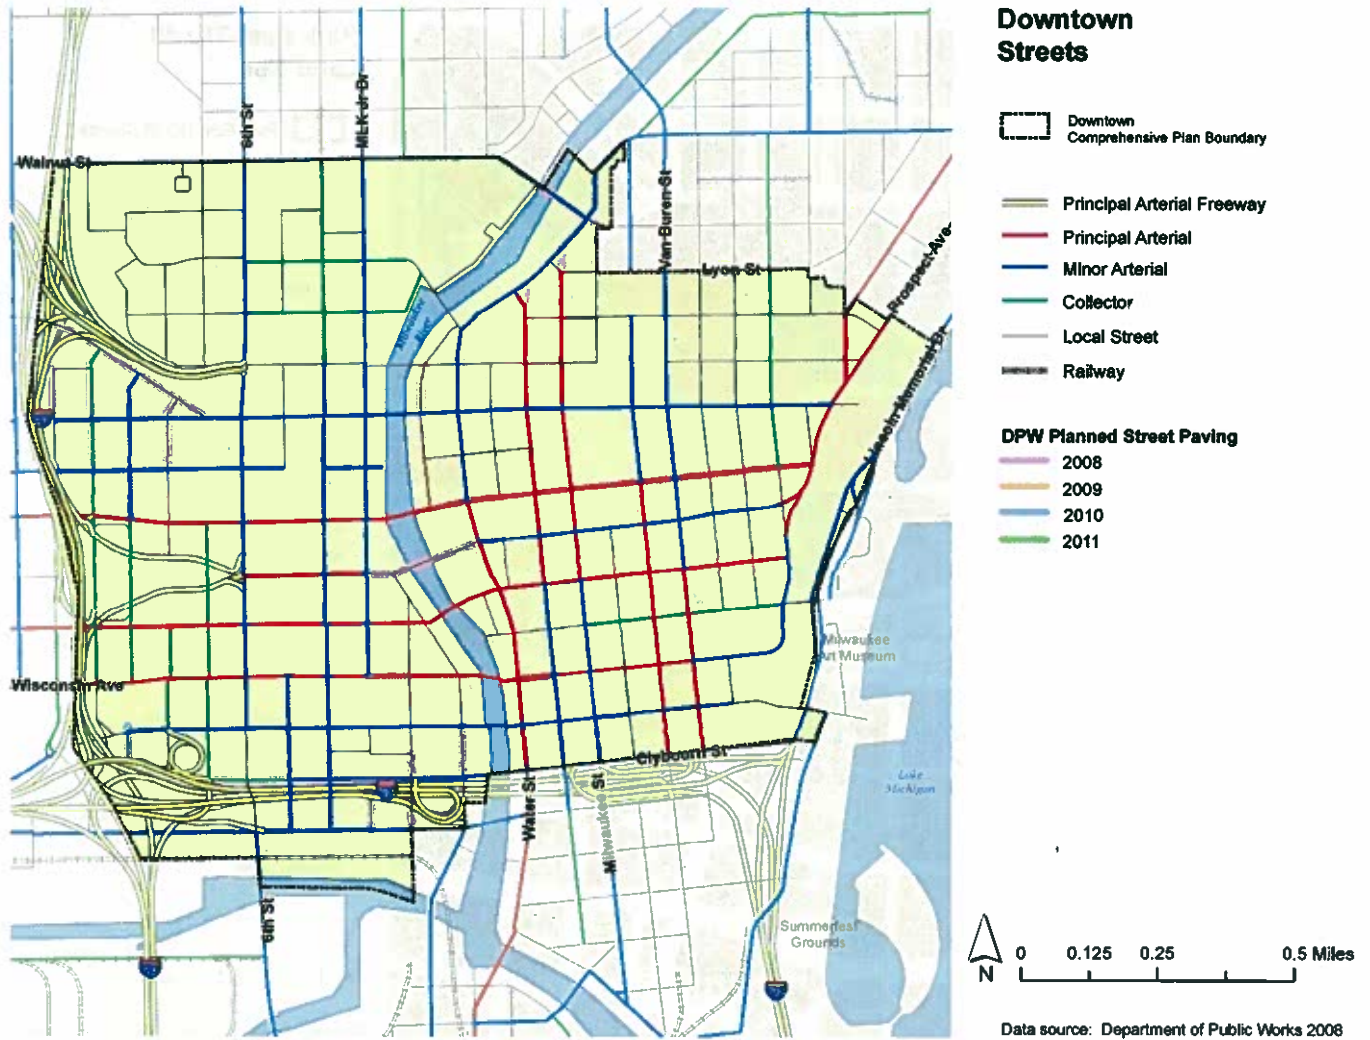 Downtown
Streets
Downtown
Comprehensive Plan Boundary
Principal Arterial Freeway
Principal Arterial
Minor Arterial
Collector
Local Street
Railway
DPW Planned Street Paving
2008
2009
2010
2011
6th St
MLK Jr Dr
Walnut St
Van Buren St
Lyon St
Prospect Ave
Lincoln Memorial Dr
Milwaukee
River
Milwaukee
Art Museum
Wisconsin Ave
Clybourn St
Lake
Michigan
Water St
Milwaukee St
6th St
Summerfest
Grounds
N
0 0.125 0.25 0.5 Miles
Data source: Department of Public Works 2008